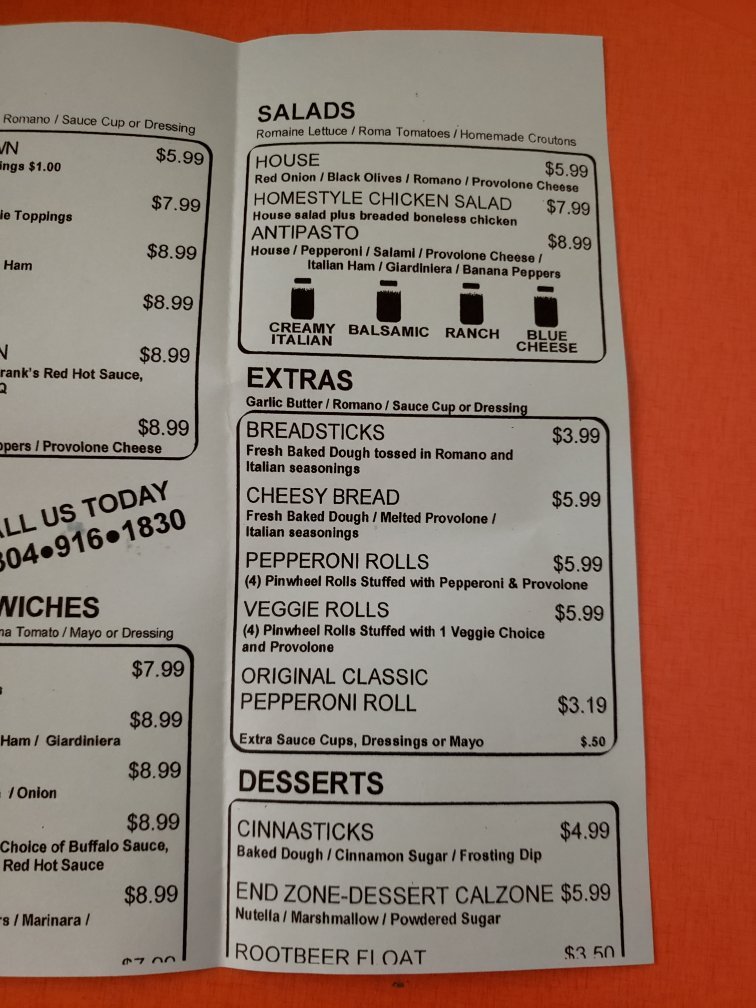 Romano / Sauce Cup or Dressing
$5.99
ings $1.00
$7.99
ie Toppings
$8.99
Ham
$8.99
$8.99
rank's Red Hot Sauce,
Q
$8.99
ppers / Provolone Cheese
ALL US TODAY
304●916●1830
WICHES
na Tomato / Mayo or Dressing
$7.99
s
$8.99
Ham / Giardiniera
$8.99
/ Onion
$8.99
Choice of Buffalo Sauce,
Red Hot Sauce
$8.99
rs / Marinara /
SALADS
Romaine Lettuce / Roma Tomatoes / Homemade Croutons
HOUSE $5.99
Red Onion / Black Olives / Romano / Provolone Cheese
HOMESTYLE CHICKEN SALAD $7.99
House salad plus breaded boneless chicken
ANTIPASTO $8.99
House / Pepperoni / Salami / Provolone Cheese /
Italian Ham / Giardiniera / Banana Peppers
CREAMY ITALIAN BALSAMIC RANCH BLUE CHEESE
EXTRAS
Garlic Butter / Romano / Sauce Cup or Dressing
BREADSTICKS $3.99
Fresh Baked Dough tossed in Romano and
Italian seasonings
CHEESY BREAD $5.99
Fresh Baked Dough / Melted Provolone /
Italian seasonings
PEPPERONI ROLLS $5.99
(4) Pinwheel Rolls Stuffed with Pepperoni & Provolone
VEGGIE ROLLS $5.99
(4) Pinwheel Rolls Stuffed with 1 Veggie Choice
and Provolone
ORIGINAL CLASSIC
PEPPERONI ROLL $3.19
Extra Sauce Cups, Dressings or Mayo $.50
DESSERTS
CINNASTICKS $4.99
Baked Dough / Cinnamon Sugar / Frosting Dip
END ZONE-DESSERT CALZONE $5.99
Nutella / Marshmallow / Powdered Sugar
ROOTBEER FLOAT $3.50